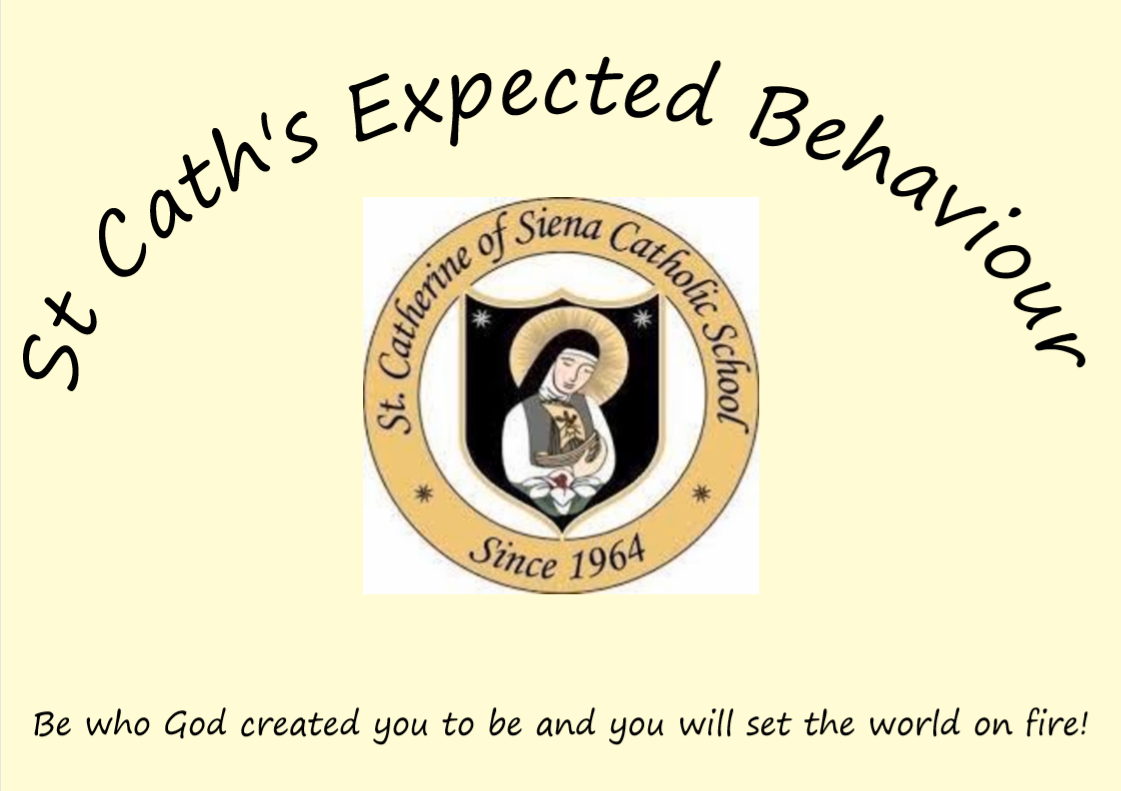 St Cath's Expected Behaviour
St. Catherine of Siena Catholic School
Since 1964
Be who God created you to be and you will set the world on fire!